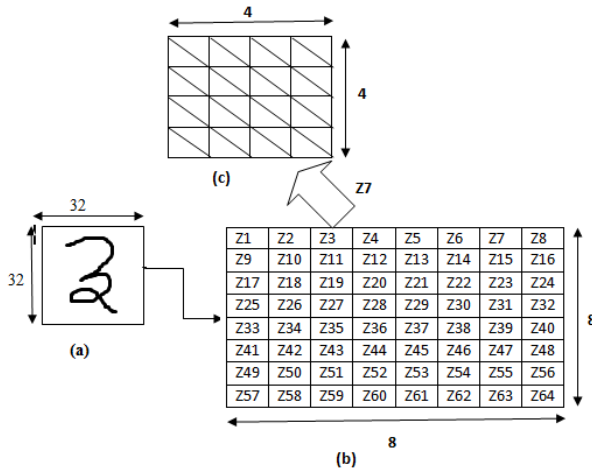 4
4
(c)
Z7
32
32
(a)
Z1 Z2 Z3 Z4 Z5 Z6 Z7 Z8
Z9 Z10 Z11 Z12 Z13 Z14 Z15 Z16
Z17 Z18 Z19 Z20 Z21 Z22 Z23 Z24
Z25 Z26 Z27 Z28 Z29 Z30 Z31 Z32
Z33 Z34 Z35 Z36 Z37 Z38 Z39 Z40
Z41 Z42 Z43 Z44 Z45 Z46 Z47 Z48
Z49 Z50 Z51 Z52 Z53 Z54 Z55 Z56
Z57 Z58 Z59 Z60 Z61 Z62 Z63 Z64
8
8
(b)